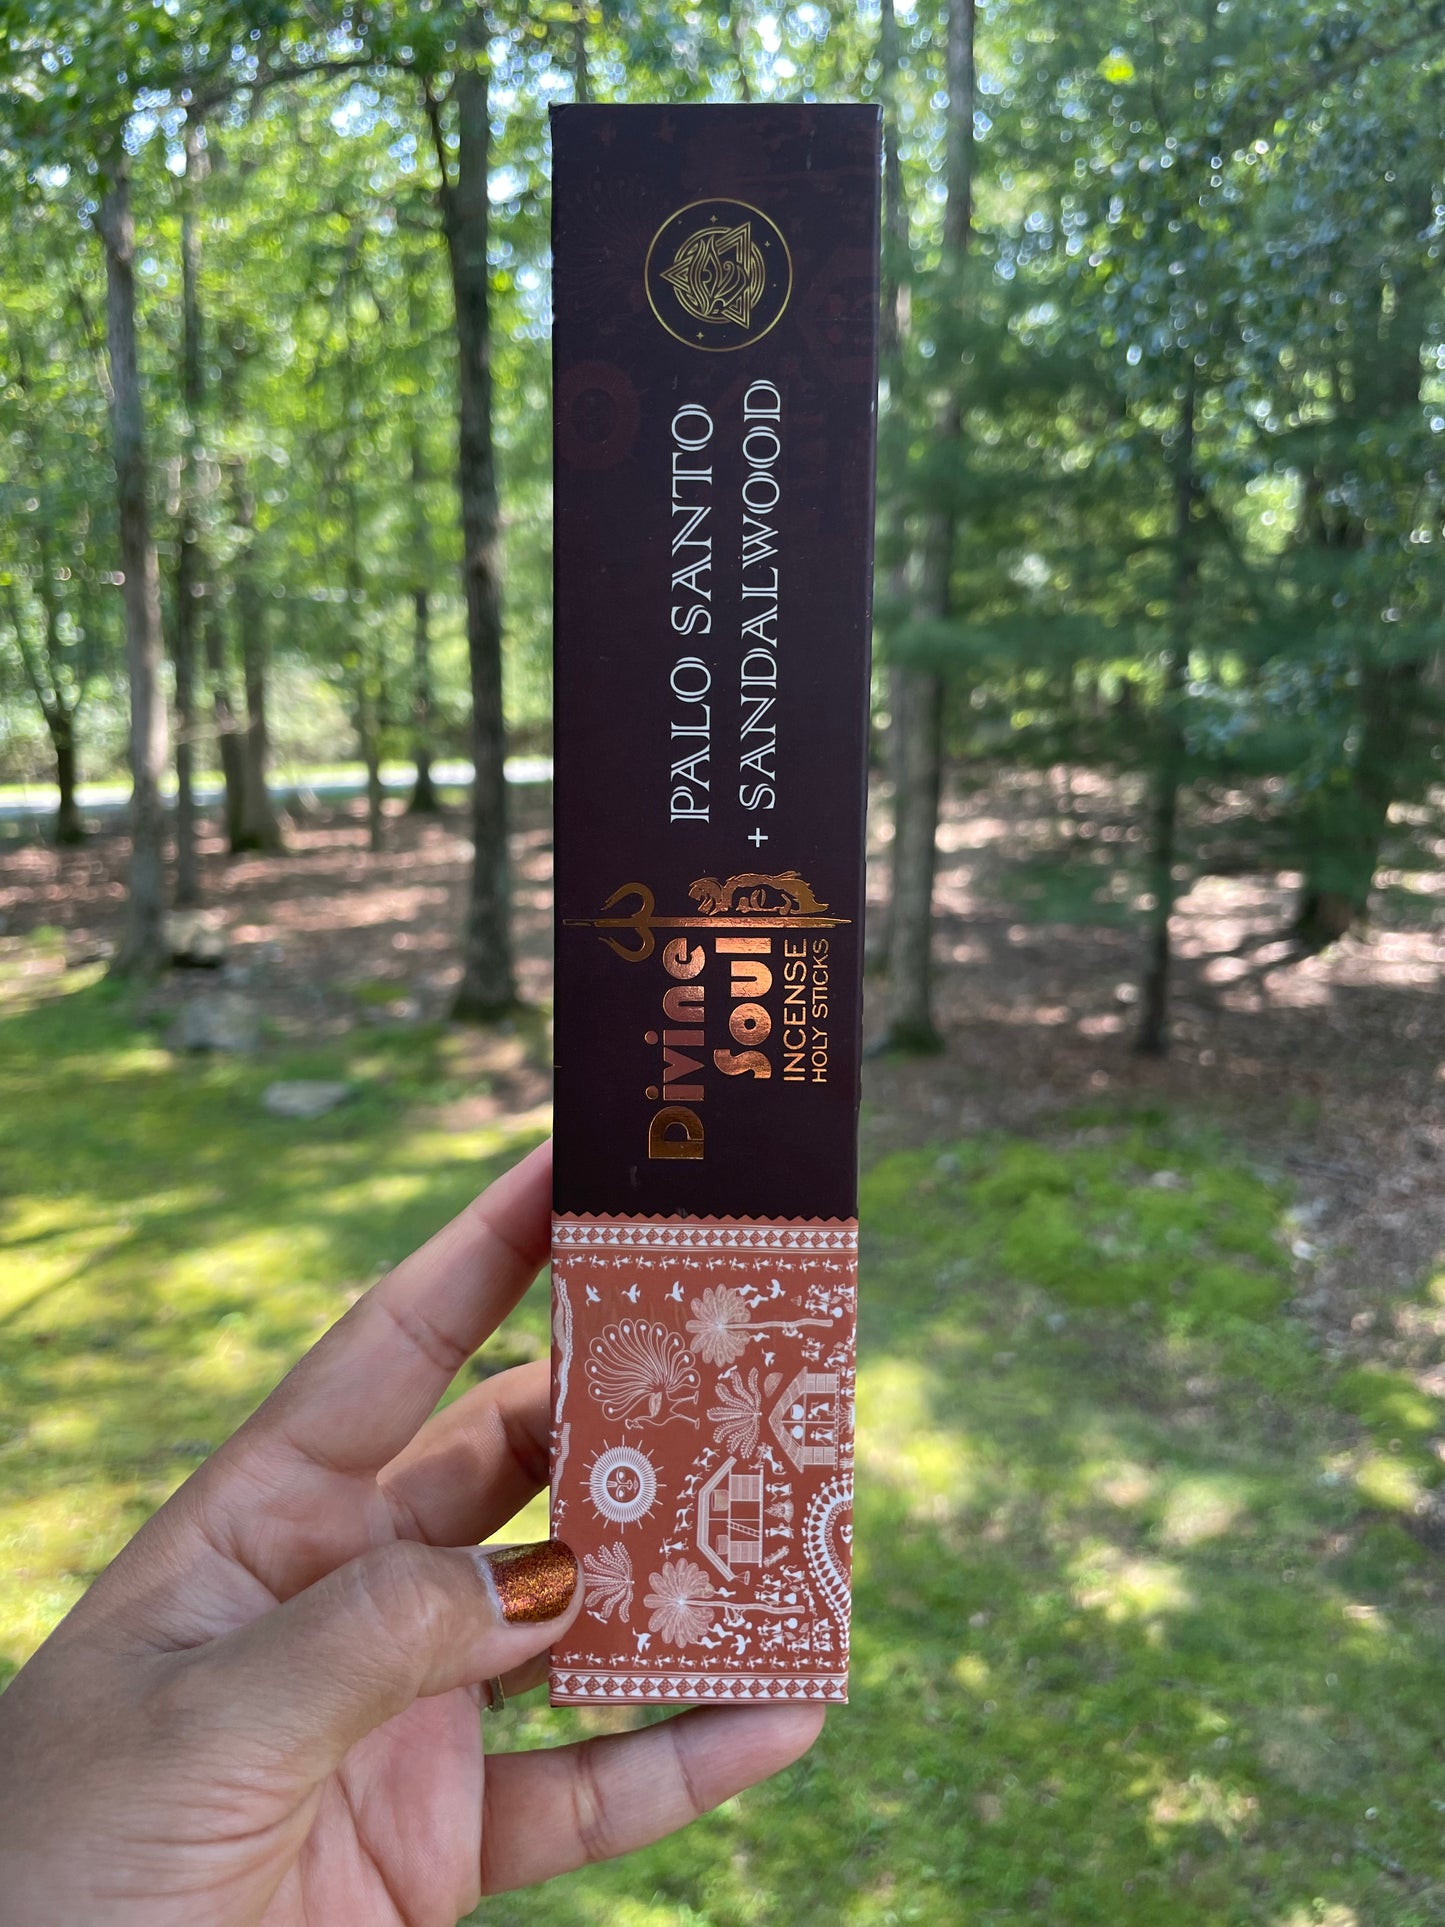 Divine
Soul
INCENSE
HOLY STICKS
PALO SANTO
+ SANDALWOOD